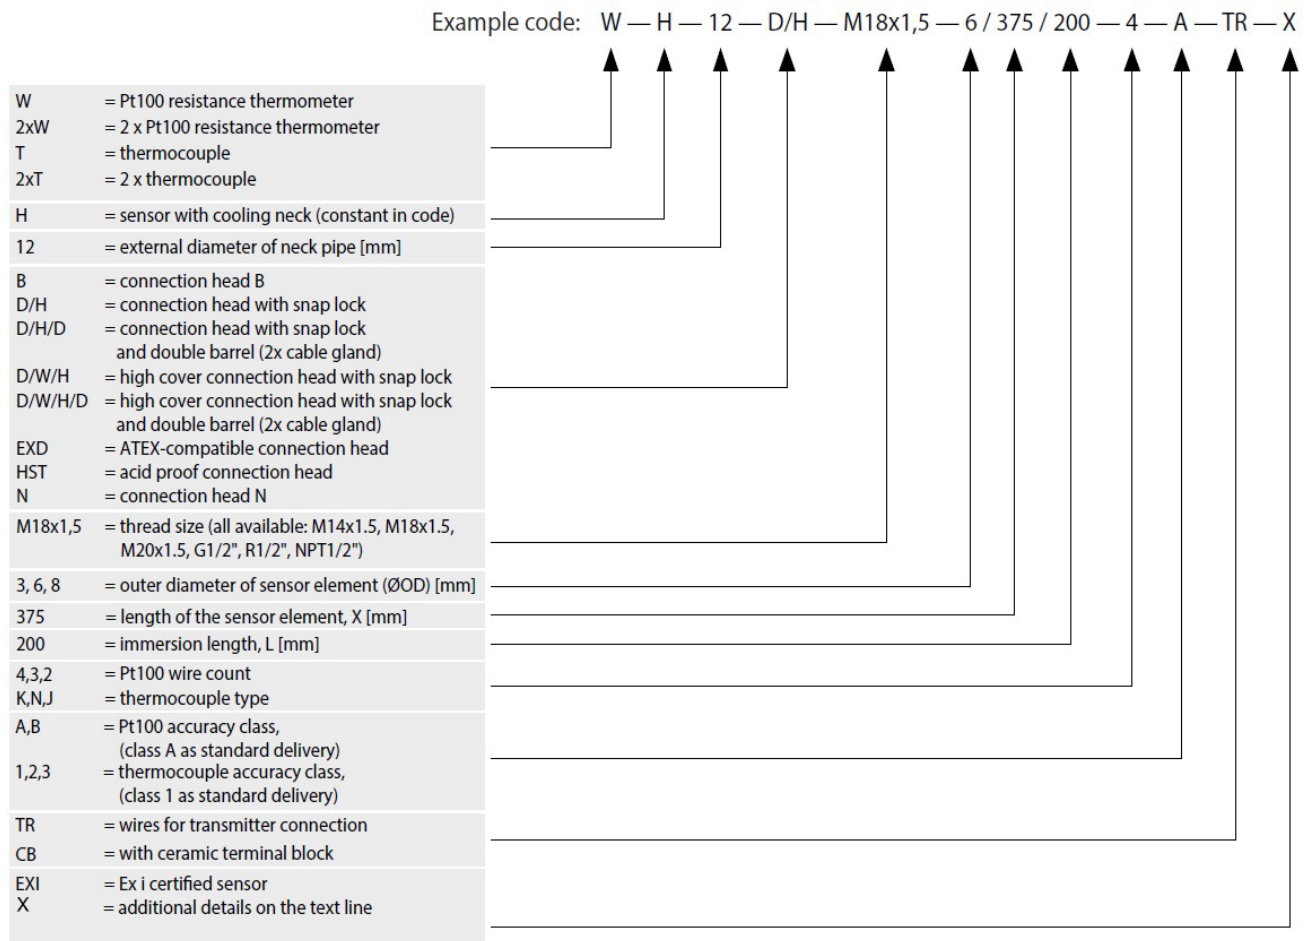 Example code: W — H — 12 — D/H — M18x1,5 — 6 / 375 / 200 — 4 — A — TR — X
W = Pt100 resistance thermometer
2xW = 2 x Pt100 resistance thermometer
T = thermocouple
2xT = 2 x thermocouple
H = sensor with cooling neck (constant in code)
12 = external diameter of neck pipe [mm]
B = connection head B
D/H = connection head with snap lock
D/H/D = connection head with snap lock
and double barrel (2x cable gland)
D/W/H = high cover connection head with snap lock
D/W/H/D = high cover connection head with snap lock
and double barrel (2x cable gland)
EXD = ATEX-compatible connection head
HST = acid proof connection head
N = connection head N
M18x1,5 = thread size (all available: M14x1.5, M18x1.5,
M20x1.5, G1/2", R1/2", NPT1/2")
3, 6, 8 = outer diameter of sensor element (ØOD) [mm]
375 = length of the sensor element, X [mm]
200 = immersion length, L [mm]
4,3,2 = Pt100 wire count
K,N,J = thermocouple type
A,B = Pt100 accuracy class,
(class A as standard delivery)
1,2,3 = thermocouple accuracy class,
(class 1 as standard delivery)
TR = wires for transmitter connection
CB = with ceramic terminal block
EXI = Ex i certified sensor
X = additional details on the text line